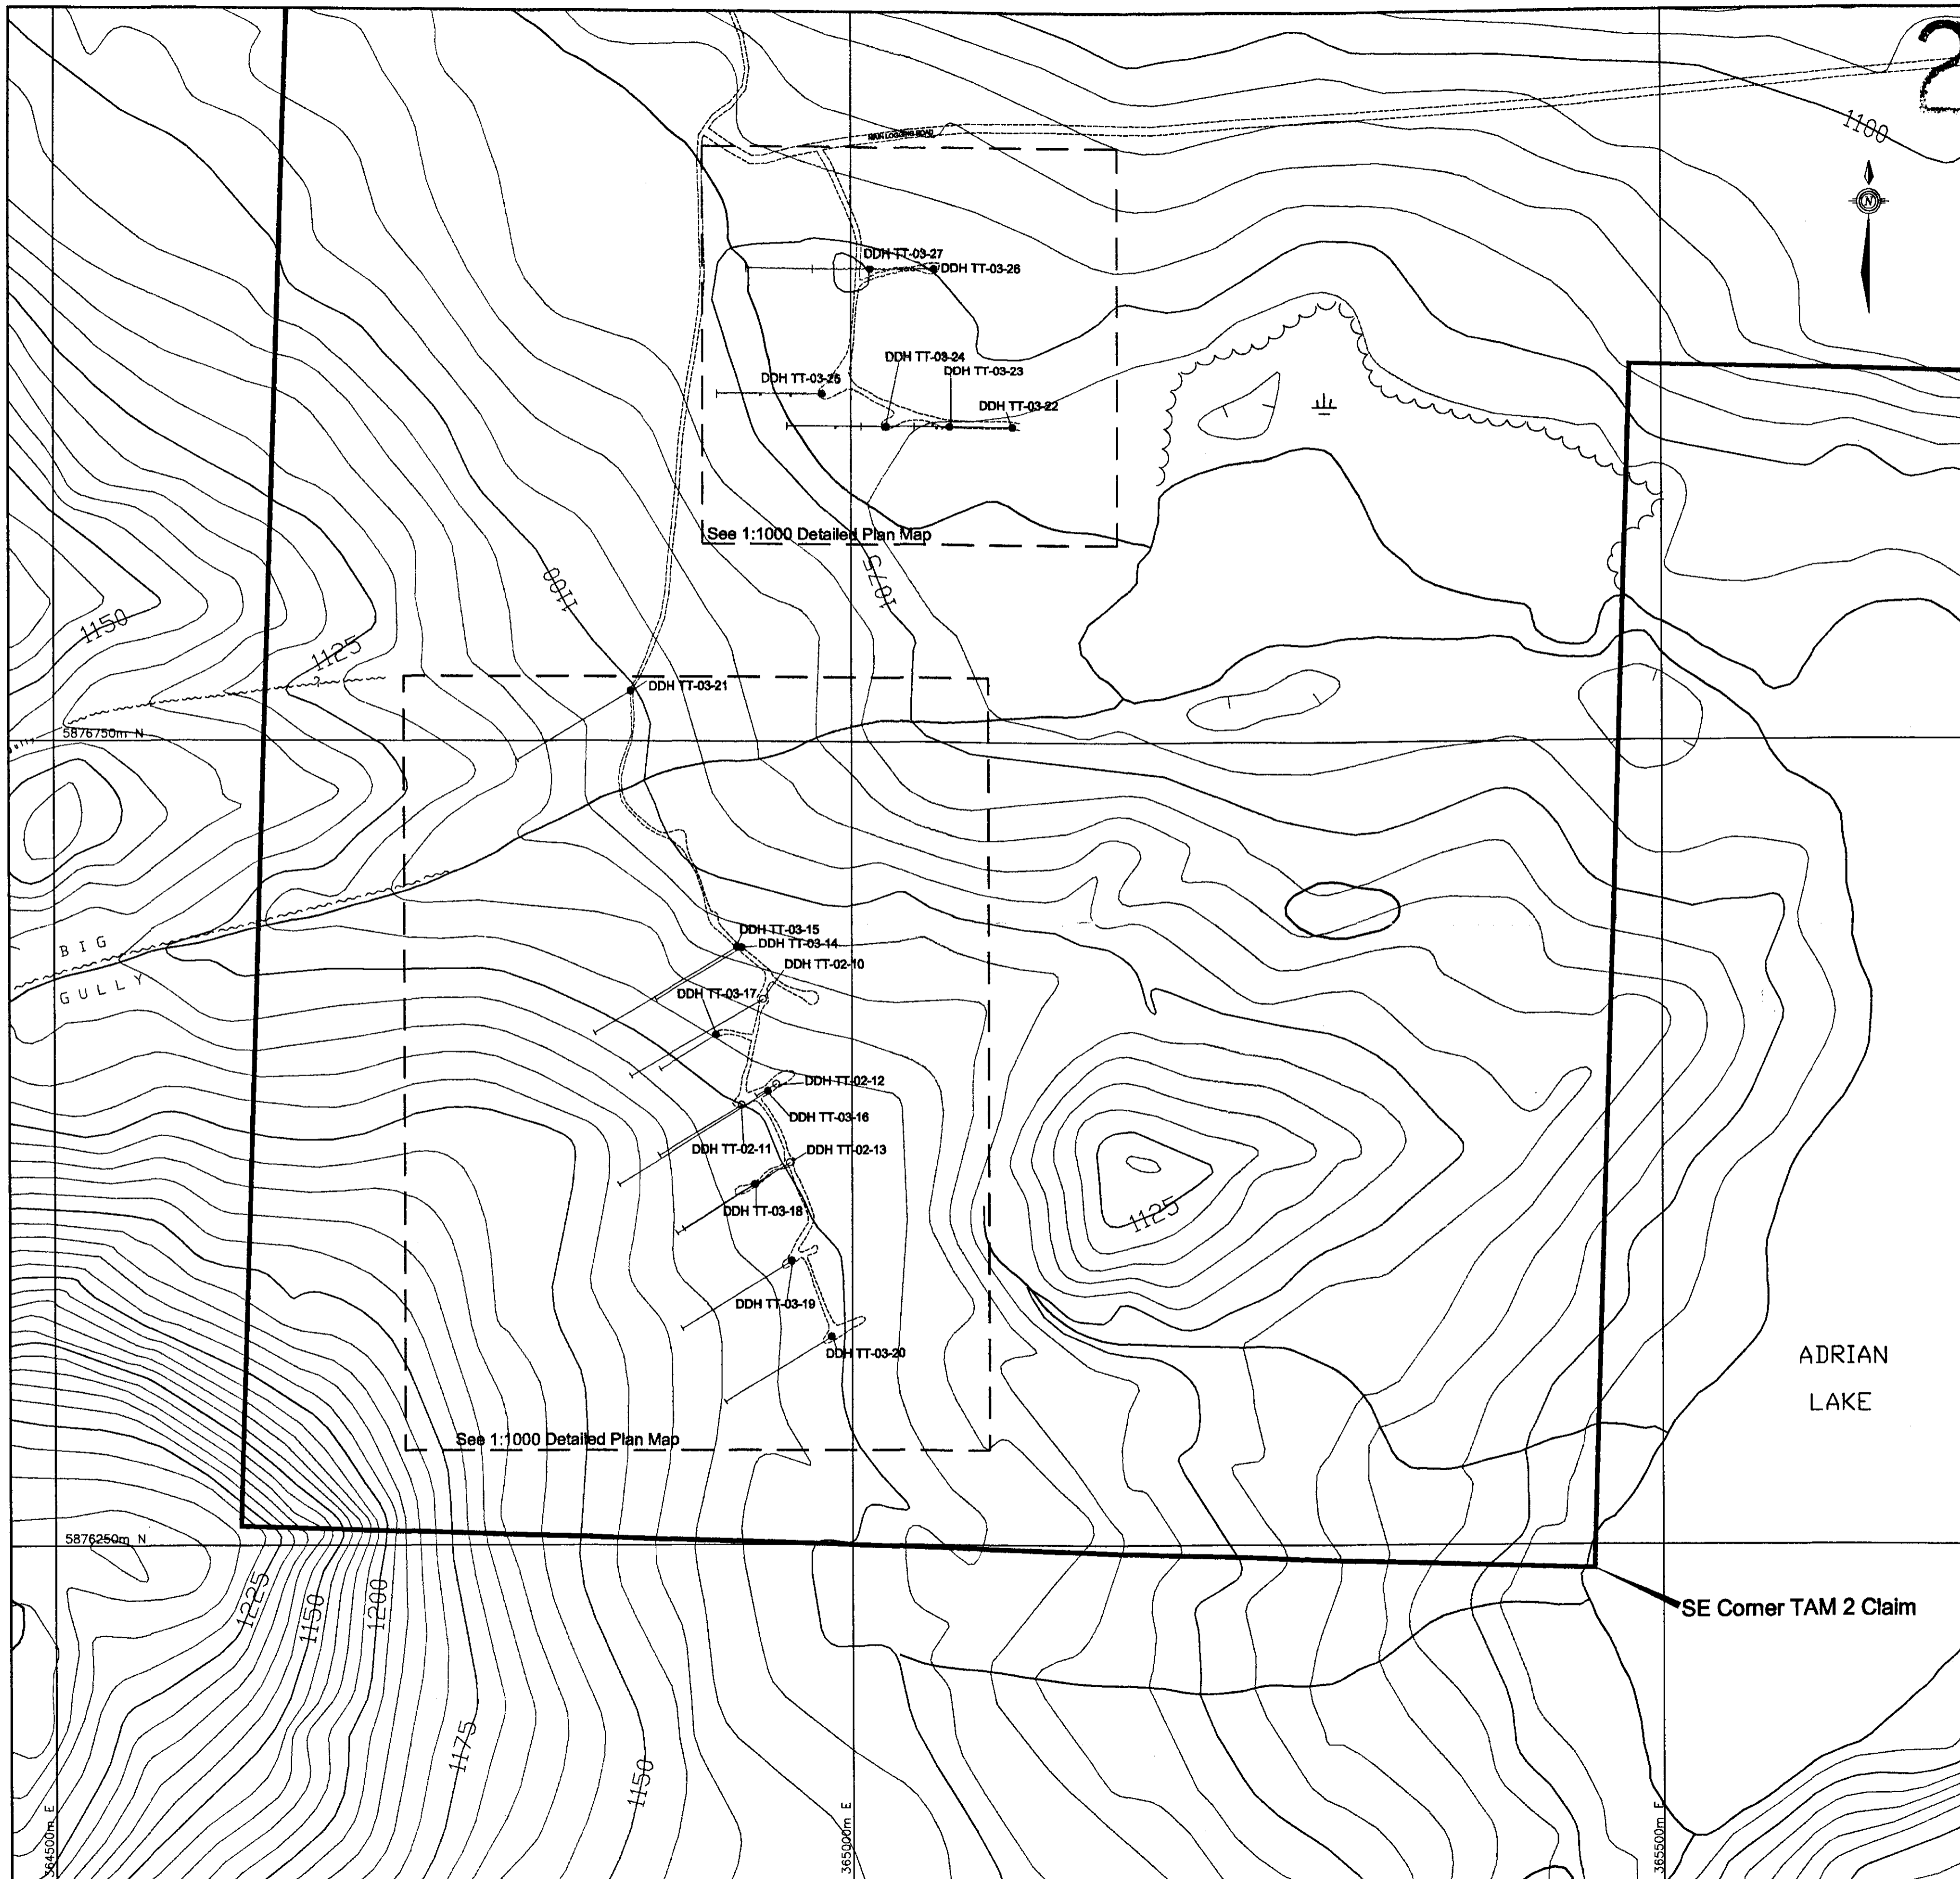 2
MAIN LOGGING ROAD
1100
N
DDH TT-03-27
DDH TT-03-26
DDH TT-03-24
DDH TT-03-23
DDH TT-03-25
DDH TT-03-22
See 1:1000 Detailed Plan Map
1100
1075
1150
1125
?
DDH TT-03-21
5876750m N
DDH TT-03-15
DDH TT-03-14
BIG
DDH TT-02-10
GULLY
DDH TT-03-17
DDH TT-02-12
DDH TT-03-16
DDH TT-02-11
DDH TT-02-13
DDH TT-03-18
1125
DDH TT-03-19
DDH TT-03-20
ADRIAN
LAKE
See 1:1000 Detailed Plan Map
5876250m N
1225
1150
1200
SE Corner TAM 2 Claim
1175
1150
364500m E
365000m E
365500m E